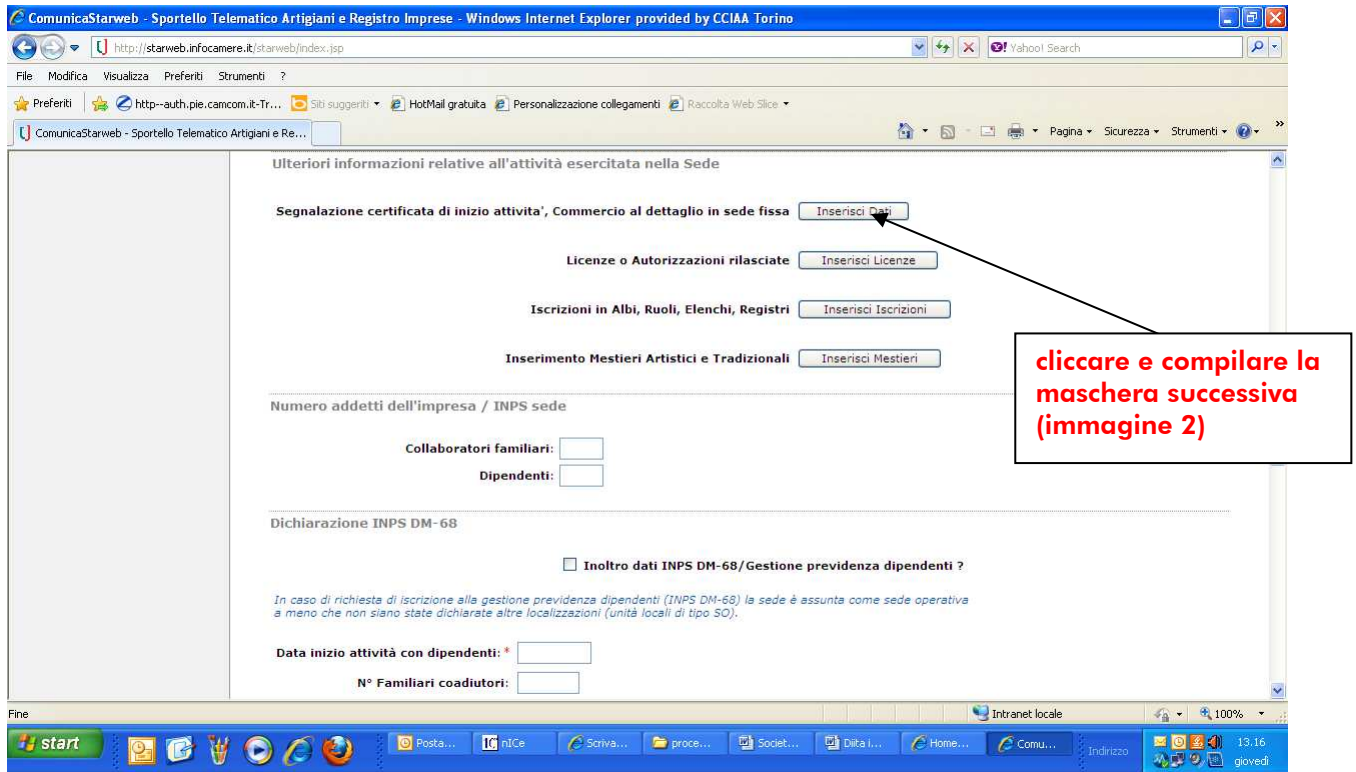 ComunicaStarweb - Sportello Telematico Artigiani e Registro Imprese - Windows Internet Explorer provided by CCIAA Torino
http://starweb.infocamere.it/starweb/index.jsp
Yahoo! Search
File Modifica Visualizza Preferiti Strumenti ?
Preferiti http--auth.pie.camcom.it-Tr... Siti suggeriti HotMail gratuita Personalizzazione collegamenti Raccolta Web Slice
ComunicaStarweb - Sportello Telematico Artigiani e Re...
Pagina Sicurezza Strumenti »
Ulteriori informazioni relative all'attività esercitata nella Sede
Segnalazione certificata di inizio attivita', Commercio al dettaglio in sede fissa Inserisci Dati
Licenze o Autorizzazioni rilasciate Inserisci Licenze
Iscrizioni in Albi, Ruoli, Elenchi, Registri Inserisci Iscrizioni
Inserimento Mestieri Artistici e Tradizionali Inserisci Mestieri
cliccare e compilare la
maschera successiva
(immagine 2)
Numero addetti dell'impresa / INPS sede
Collaboratori familiari:
Dipendenti:
Dichiarazione INPS DM-68
Inoltro dati INPS DM-68/Gestione previdenza dipendenti ?
In caso di richiesta di iscrizione alla gestione previdenza dipendenti (INPS DM-68) la sede è assunta come sede operativa
a meno che non siano state dichiarate altre localizzazioni (unità locali di tipo SO).
Data inizio attività con dipendenti: *
N° Familiari coadiutori:
Fine Intranet locale 100%
start Posta... nICe Scriva... proce... Societ... Diita i... Home... Comu... Indirizzo 13.16
giovedì